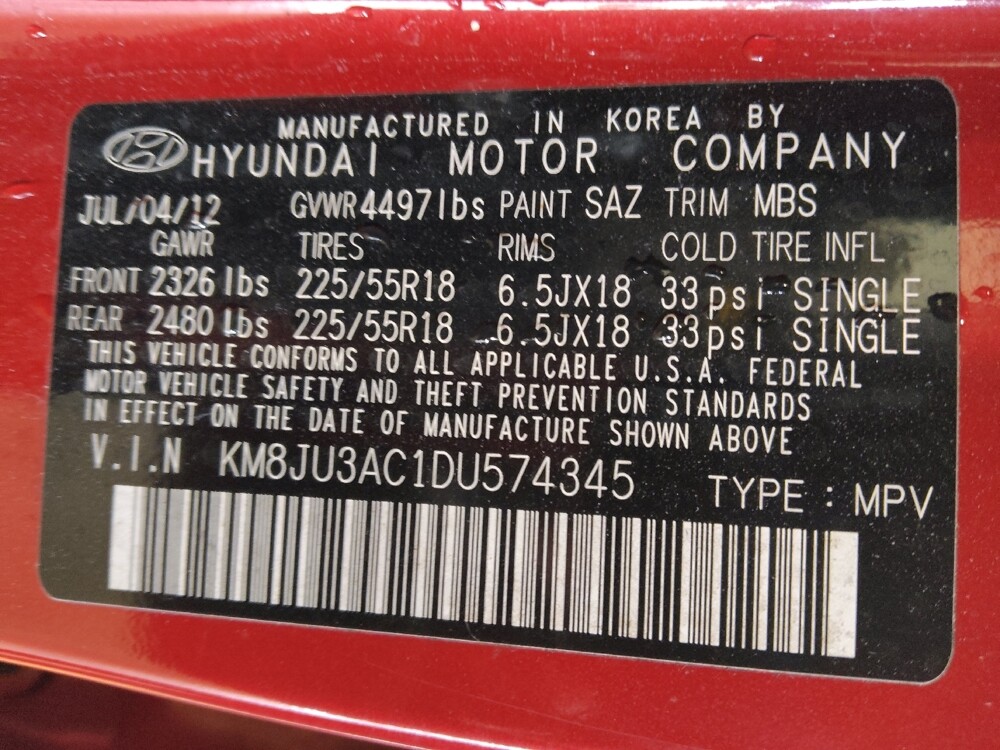 MANUFACTURED IN KOREA BY
HYUNDAI MOTOR COMPANY
JUL/04/12 GVWR 4497lbs PAINT SAZ TRIM MBS
GAWR TIRES RIMS COLD TIRE INFL
FRONT 2326 lbs 225/55R18 6.5JX18 33psi SINGLE
REAR 2480 lbs 225/55R18 6.5JX18 33psi SINGLE
THIS VEHICLE CONFORMS TO ALL APPLICABLE U.S.A. FEDERAL
MOTOR VEHICLE SAFETY AND THEFT PREVENTION STANDARDS
IN EFFECT ON THE DATE OF MANUFACTURE SHOWN ABOVE
V.I.N KM8JU3AC1DU574345 TYPE : MPV